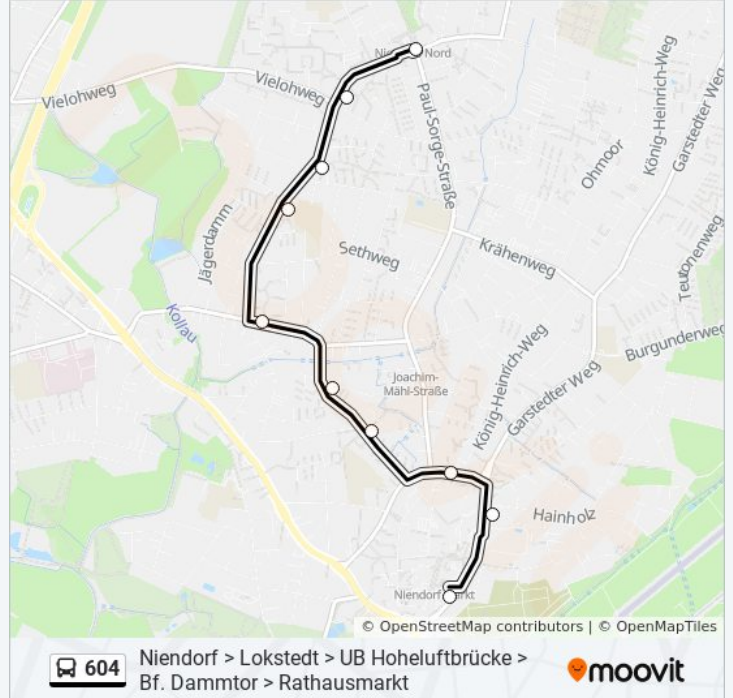 Niendorf Nord
Vielohweg
Vielohweg
Paul-Sorge-Straße
König-Heinrich-Weg
Garstedter Weg
Ohmoor
Jägerdamm
Sethweg
Krähenweg
Teutonenweg
Kollau
Burgunderweg
Joachim-
Mähl-Straße
König-Heinrich-Weg
Garstedter Weg
Hainholz
Niendorf Markt
© OpenStreetMap contributors | © OpenMapTiles
604
Niendorf > Lokstedt > UB Hoheluftbrücke >
Bf. Dammtor > Rathausmarkt
moovit